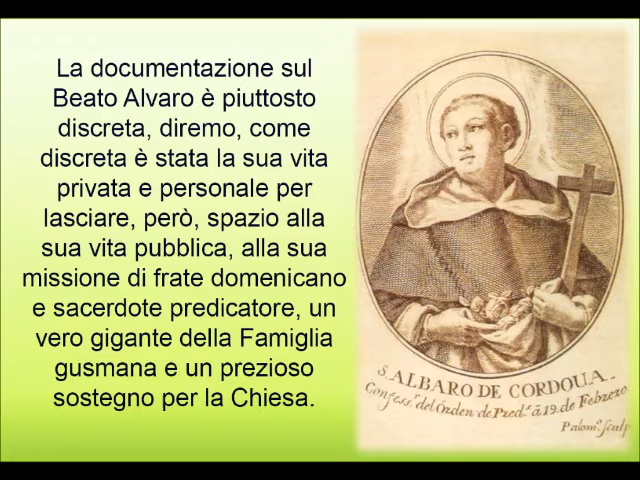 La documentazione sul
Beato Alvaro è piuttosto
discreta, diremo, come
discreta è stata la sua vita
privata e personale per
lasciare, però, spazio alla
sua vita pubblica, alla sua
missione di frate domenicano
e sacerdote predicatore, un
vero gigante della Famiglia
gusmana e un prezioso
sostegno per la Chiesa.
S. ALBARO DE CORDOUA.
Confess.r del Orden de Pred.s á 19. de Febrero
Palom.o sculp